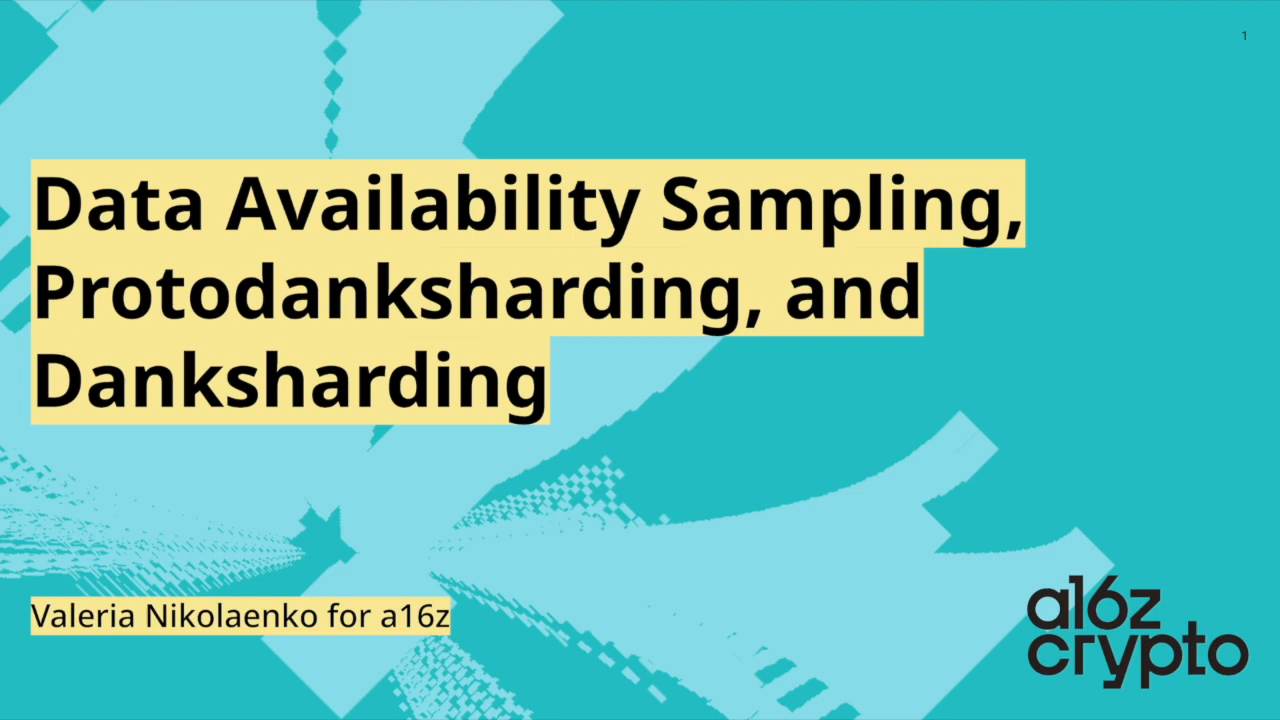 1
Data Availability Sampling,
Protodanksharding, and
Danksharding
Valeria Nikolaenko for a16z
a16z
crypto